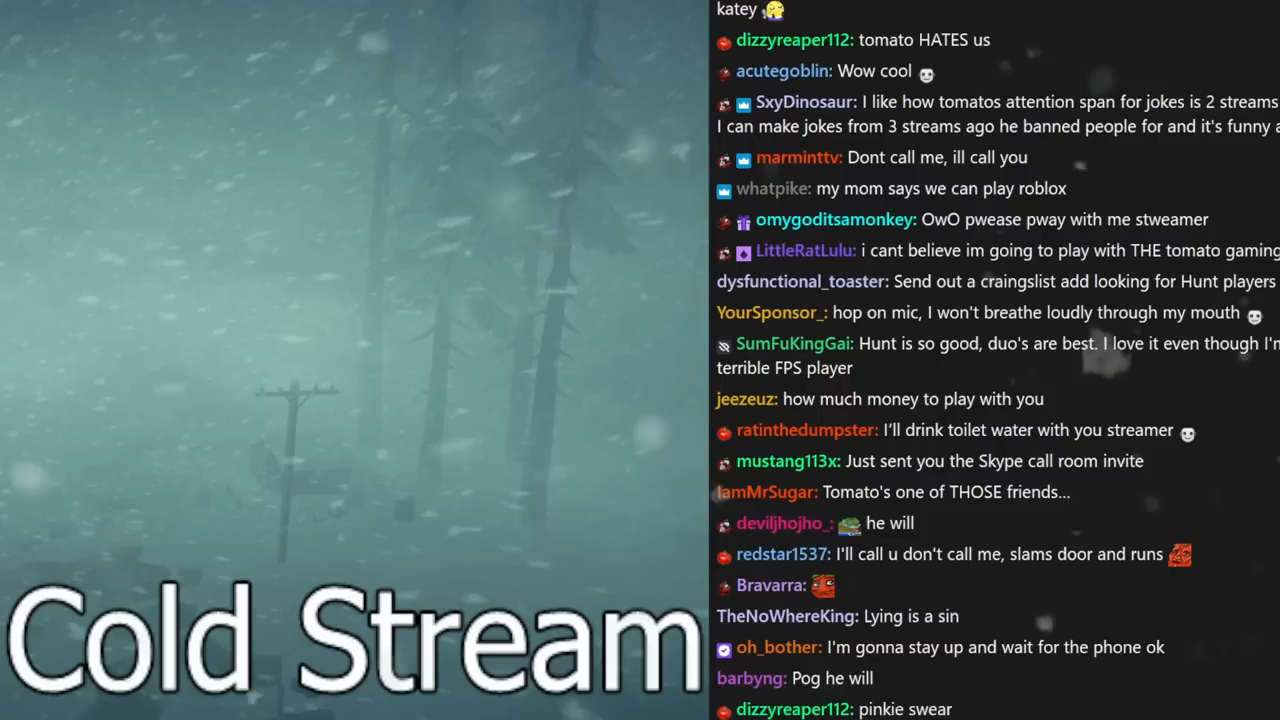 katey
dizzyreaper112: tomato HATES us
acutegoblin: Wow cool
SxyDinosaur: I like how tomatos attention span for jokes is 2 streams
I can make jokes from 3 streams ago he banned people for and it's funny a
marminttv: Dont call me, ill call you
whatpike: my mom says we can play roblox
omygoditsamonkey: OwO pwease pway with me stweamer
LittleRatLulu: i cant believe im going to play with THE tomato gaming
dysfunctional_toaster: Send out a craingslist add looking for Hunt players
YourSponsor_: hop on mic, I won't breathe loudly through my mouth
SumFuKingGai: Hunt is so good, duo's are best. I love it even though I'm
terrible FPS player
jeezeuz: how much money to play with you
ratinthedumpster: I’ll drink toilet water with you streamer
mustang113x: Just sent you the Skype call room invite
IamMrSugar: Tomato's one of THOSE friends...
deviljhojho_: he will
redstar1537: I'll call u don't call me, slams door and runs
Bravarra:
TheNoWhereKing: Lying is a sin
oh_bother: I'm gonna stay up and wait for the phone ok
barbyng: Pog he will
dizzyreaper112: pinkie swear
Cold Stream